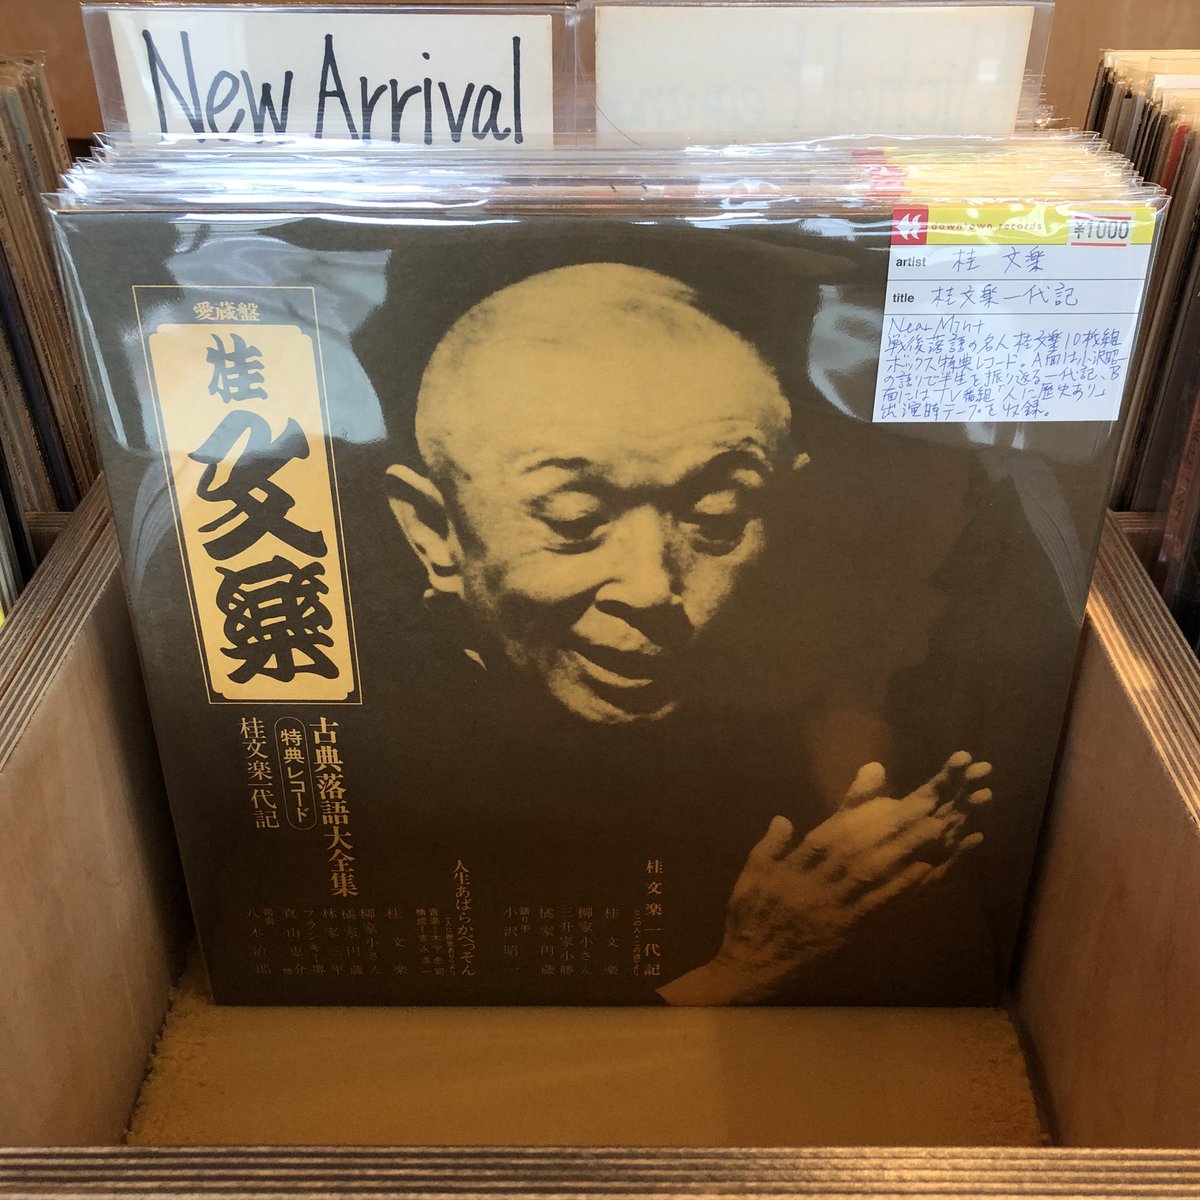 New Arrival
downtown records
¥1000
artist 桂 文楽
title 桂文楽一代記
Near Mint
戦後落語の名人桂文楽10枚組
ボックス特典レコード。A面は小沢昭一
の語りで半生を振り返る一代記、B
面にはTV番組「人に歴史あり」
出演時テープを収録。
愛蔵盤
桂
文楽
古典落語大全集
特典レコード
桂文楽一代記
桂文楽一代記
桂文楽
柳家小さん
三升家小勝
橘家円蔵
語り手
小沢昭一
人生あばらかべっそん
桂文楽
柳家小さん
橘家円蔵
林家三平
フランキー堺
真山恵介
司会
八木治郎